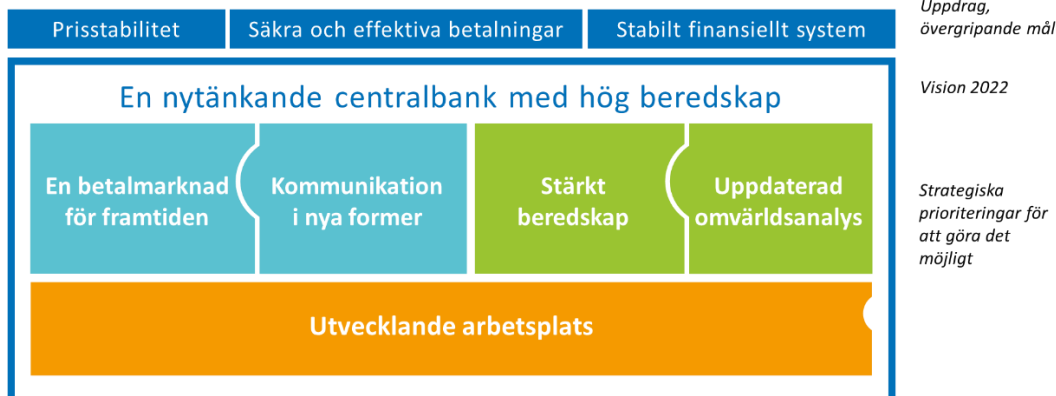 Uppdrag,
övergripande mål
Prisstabilitet
Säkra och effektiva betalningar
Stabilt finansiellt system
Vision 2022
En nytänkande centralbank med hög beredskap
En betalmarknad
för framtiden
Kommunikation
i nya former
Stärkt
beredskap
Uppdaterad
omvärldsanalys
Strategiska
prioriteringar för
att göra det
möjligt
Utvecklande arbetsplats